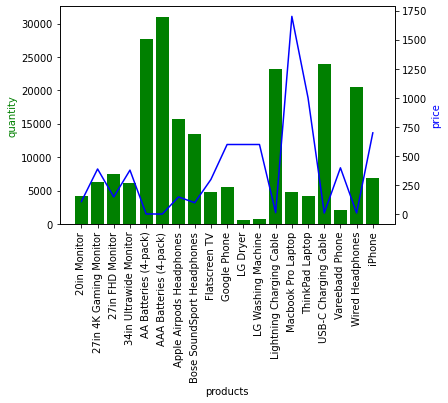 30000
25000
20000
15000
10000
5000
0
quantity
1750
1500
1250
1000
750
500
250
0
price
20in Monitor
27in 4K Gaming Monitor
27in FHD Monitor
34in Ultrawide Monitor
AA Batteries (4-pack)
AAA Batteries (4-pack)
Apple Airpods Headphones
Bose SoundSport Headphones
Flatscreen TV
Google Phone
LG Dryer
LG Washing Machine
Lightning Charging Cable
Macbook Pro Laptop
ThinkPad Laptop
USB-C Charging Cable
Vareebadd Phone
Wired Headphones
iPhone
products